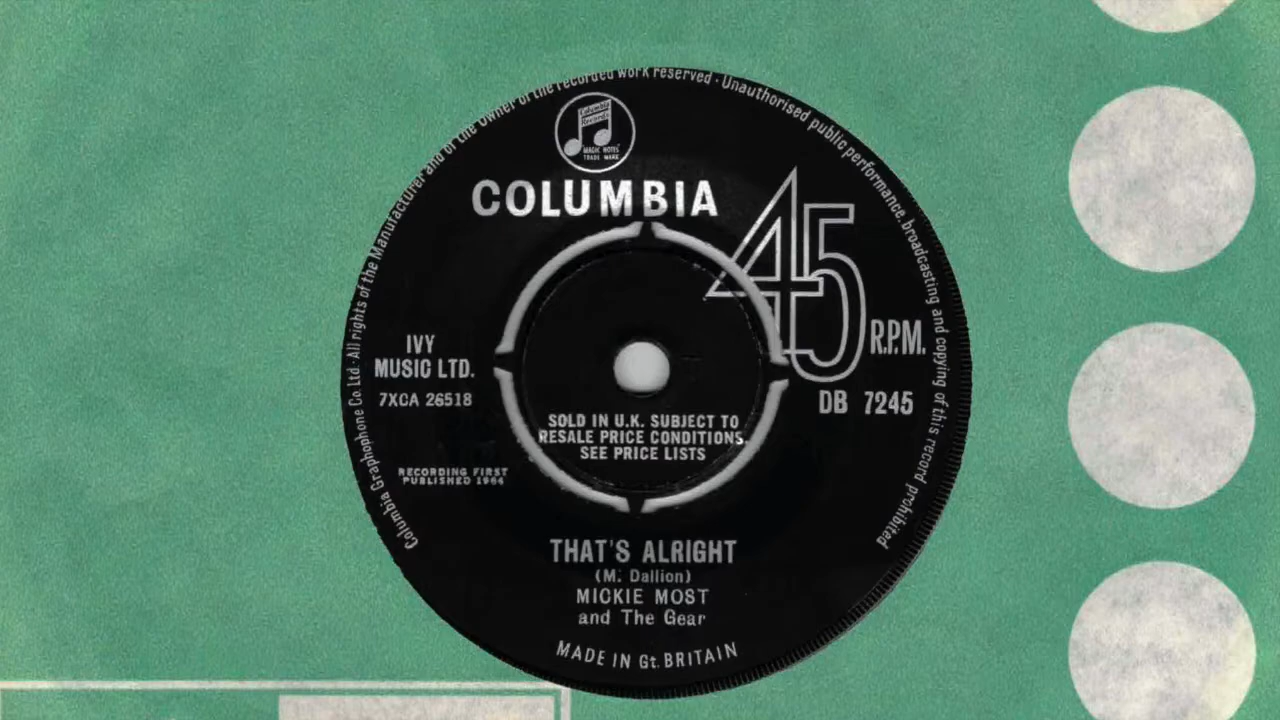 Columbia Graphophone Co. Ltd. · All rights of the Manufacturer and of the owner of the recorded work reserved · Unauthorised public performance, broadcasting and copying of this record prohibited
Columbia
Records
"MAGIC NOTES"
TRADE MARK
COLUMBIA
45
R.P.M.
IVY
MUSIC LTD.
7XCA 26518
DB 7245
SOLD IN U.K. SUBJECT TO
RESALE PRICE CONDITIONS.
SEE PRICE LISTS
RECORDING FIRST
PUBLISHED 1964
THAT'S ALRIGHT
(M. Dallion)
MICKIE MOST
and The Gear
MADE IN Gt. BRITAIN